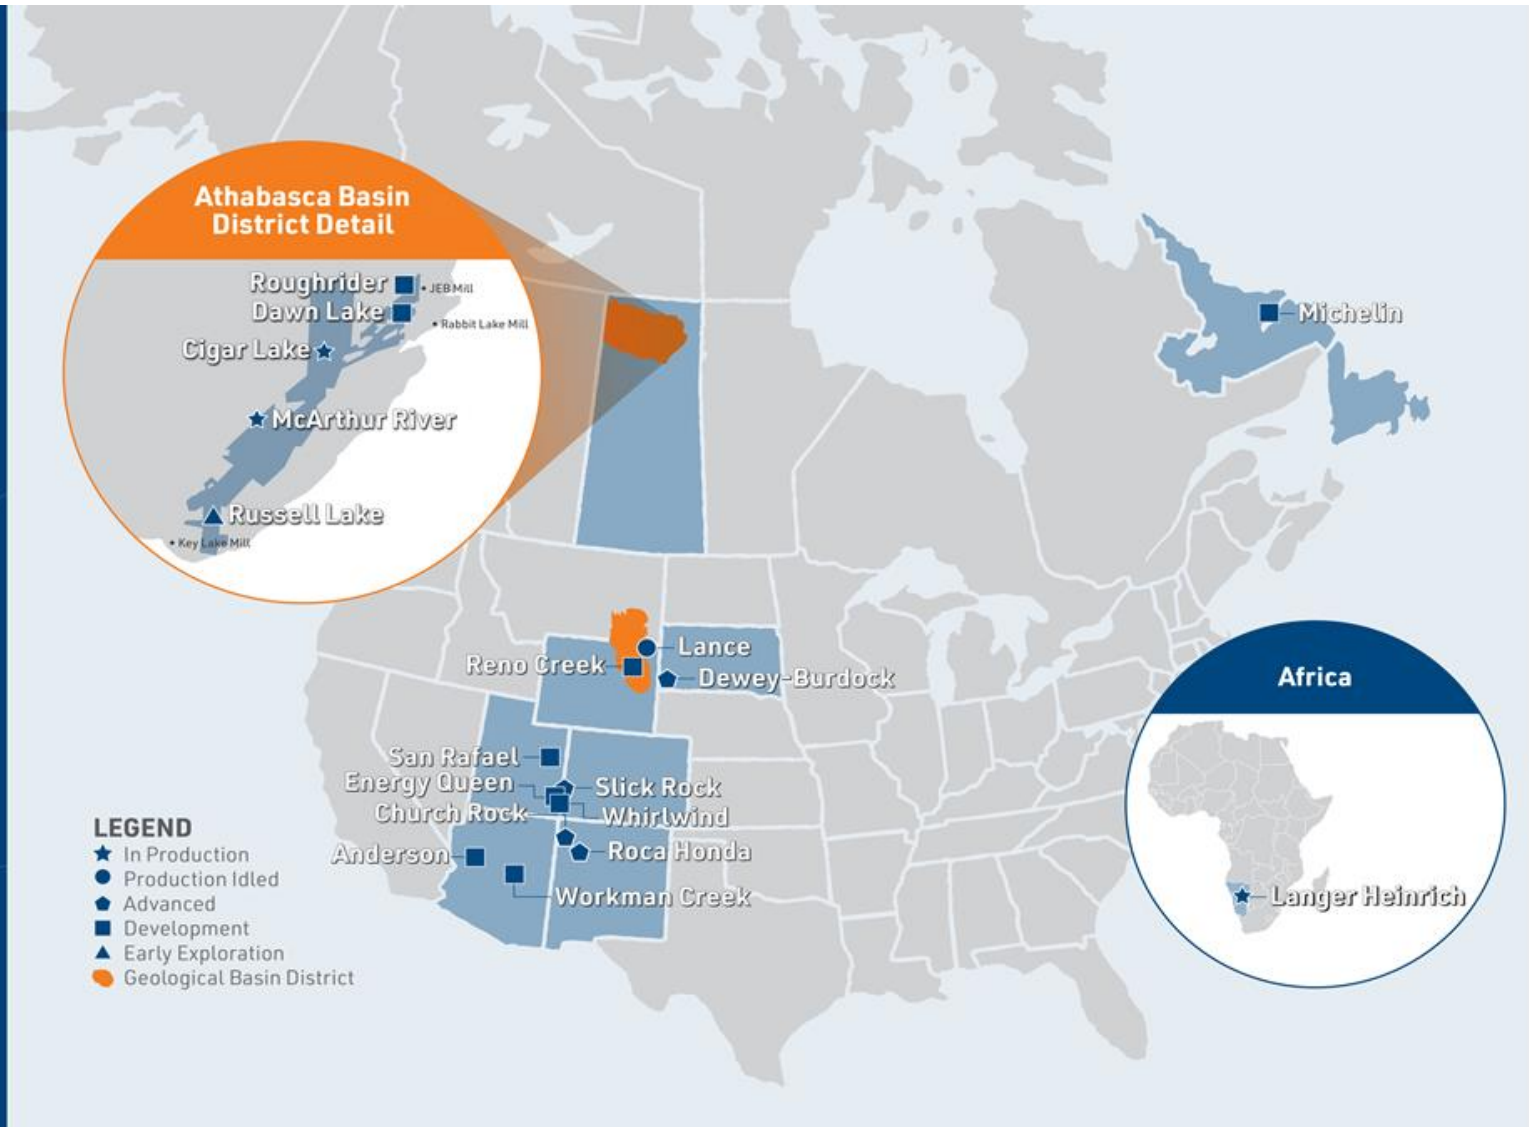 Athabasca Basin
District Detail
Roughrider
• JEB Mill
Dawn Lake
• Rabbit Lake Mill
Cigar Lake
McArthur River
Russell Lake
• Key Lake Mill
Michelin
Lance
Reno Creek
Dewey-Burdock
San Rafael
Energy Queen
Slick Rock
Church Rock
Whirlwind
Anderson
Roca Honda
Workman Creek
Africa
Langer Heinrich
LEGEND
In Production
Production Idled
Advanced
Development
Early Exploration
Geological Basin District